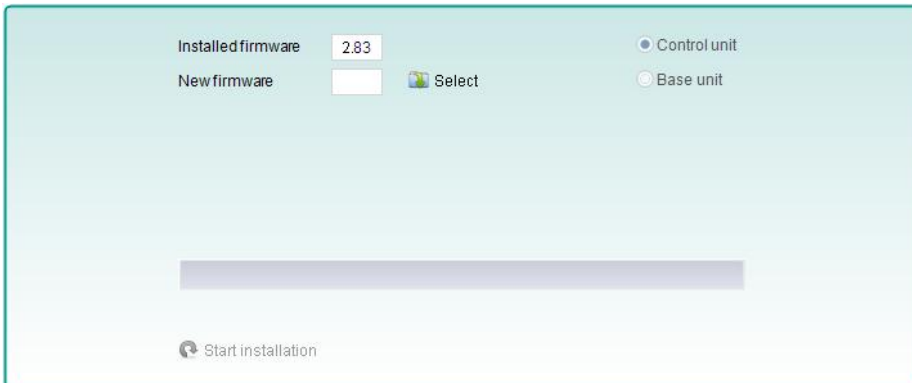 Installed firmware 2.83 Control unit
New firmware Select Base unit
Start installation